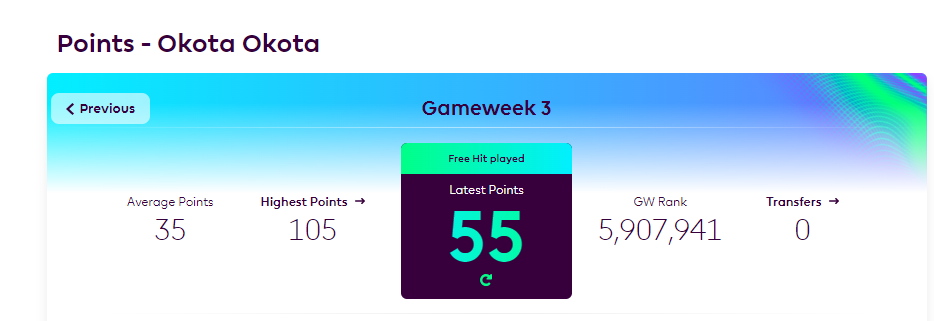 Points - Okota Okota
Previous
Gameweek 3
Free Hit played
Latest Points
55
Average Points
35
Highest Points →
105
GW Rank
5,907,941
Transfers →
0